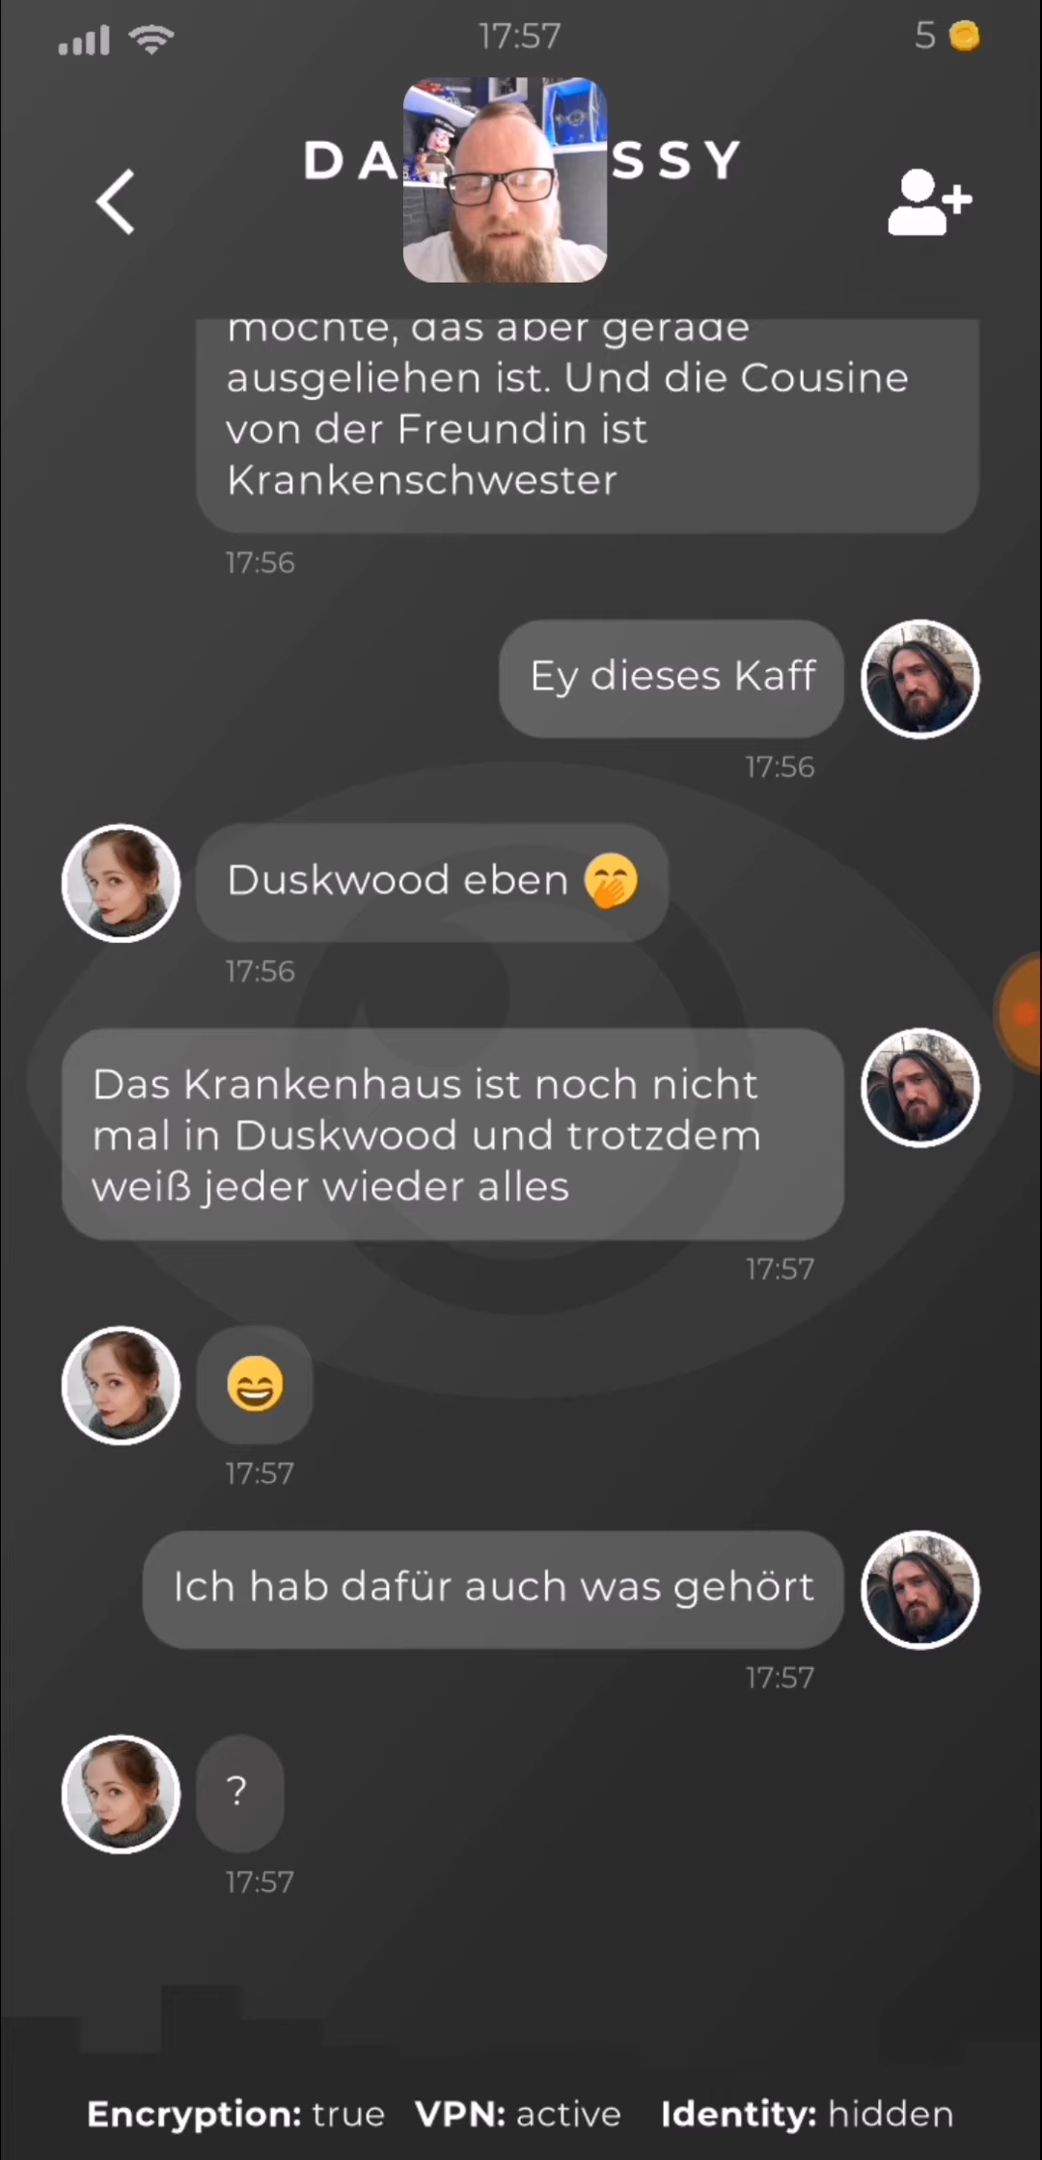 17:57
5
DA SSY
möchte, das aber gerade
ausgeliehen ist. Und die Cousine
von der Freundin ist
Krankenschwester
17:56
Ey dieses Kaff
17:56
Duskwood eben
17:56
Das Krankenhaus ist noch nicht
mal in Duskwood und trotzdem
weiß jeder wieder alles
17:57
17:57
Ich hab dafür auch was gehört
17:57
?
17:57
Encryption: true VPN: active Identity: hidden